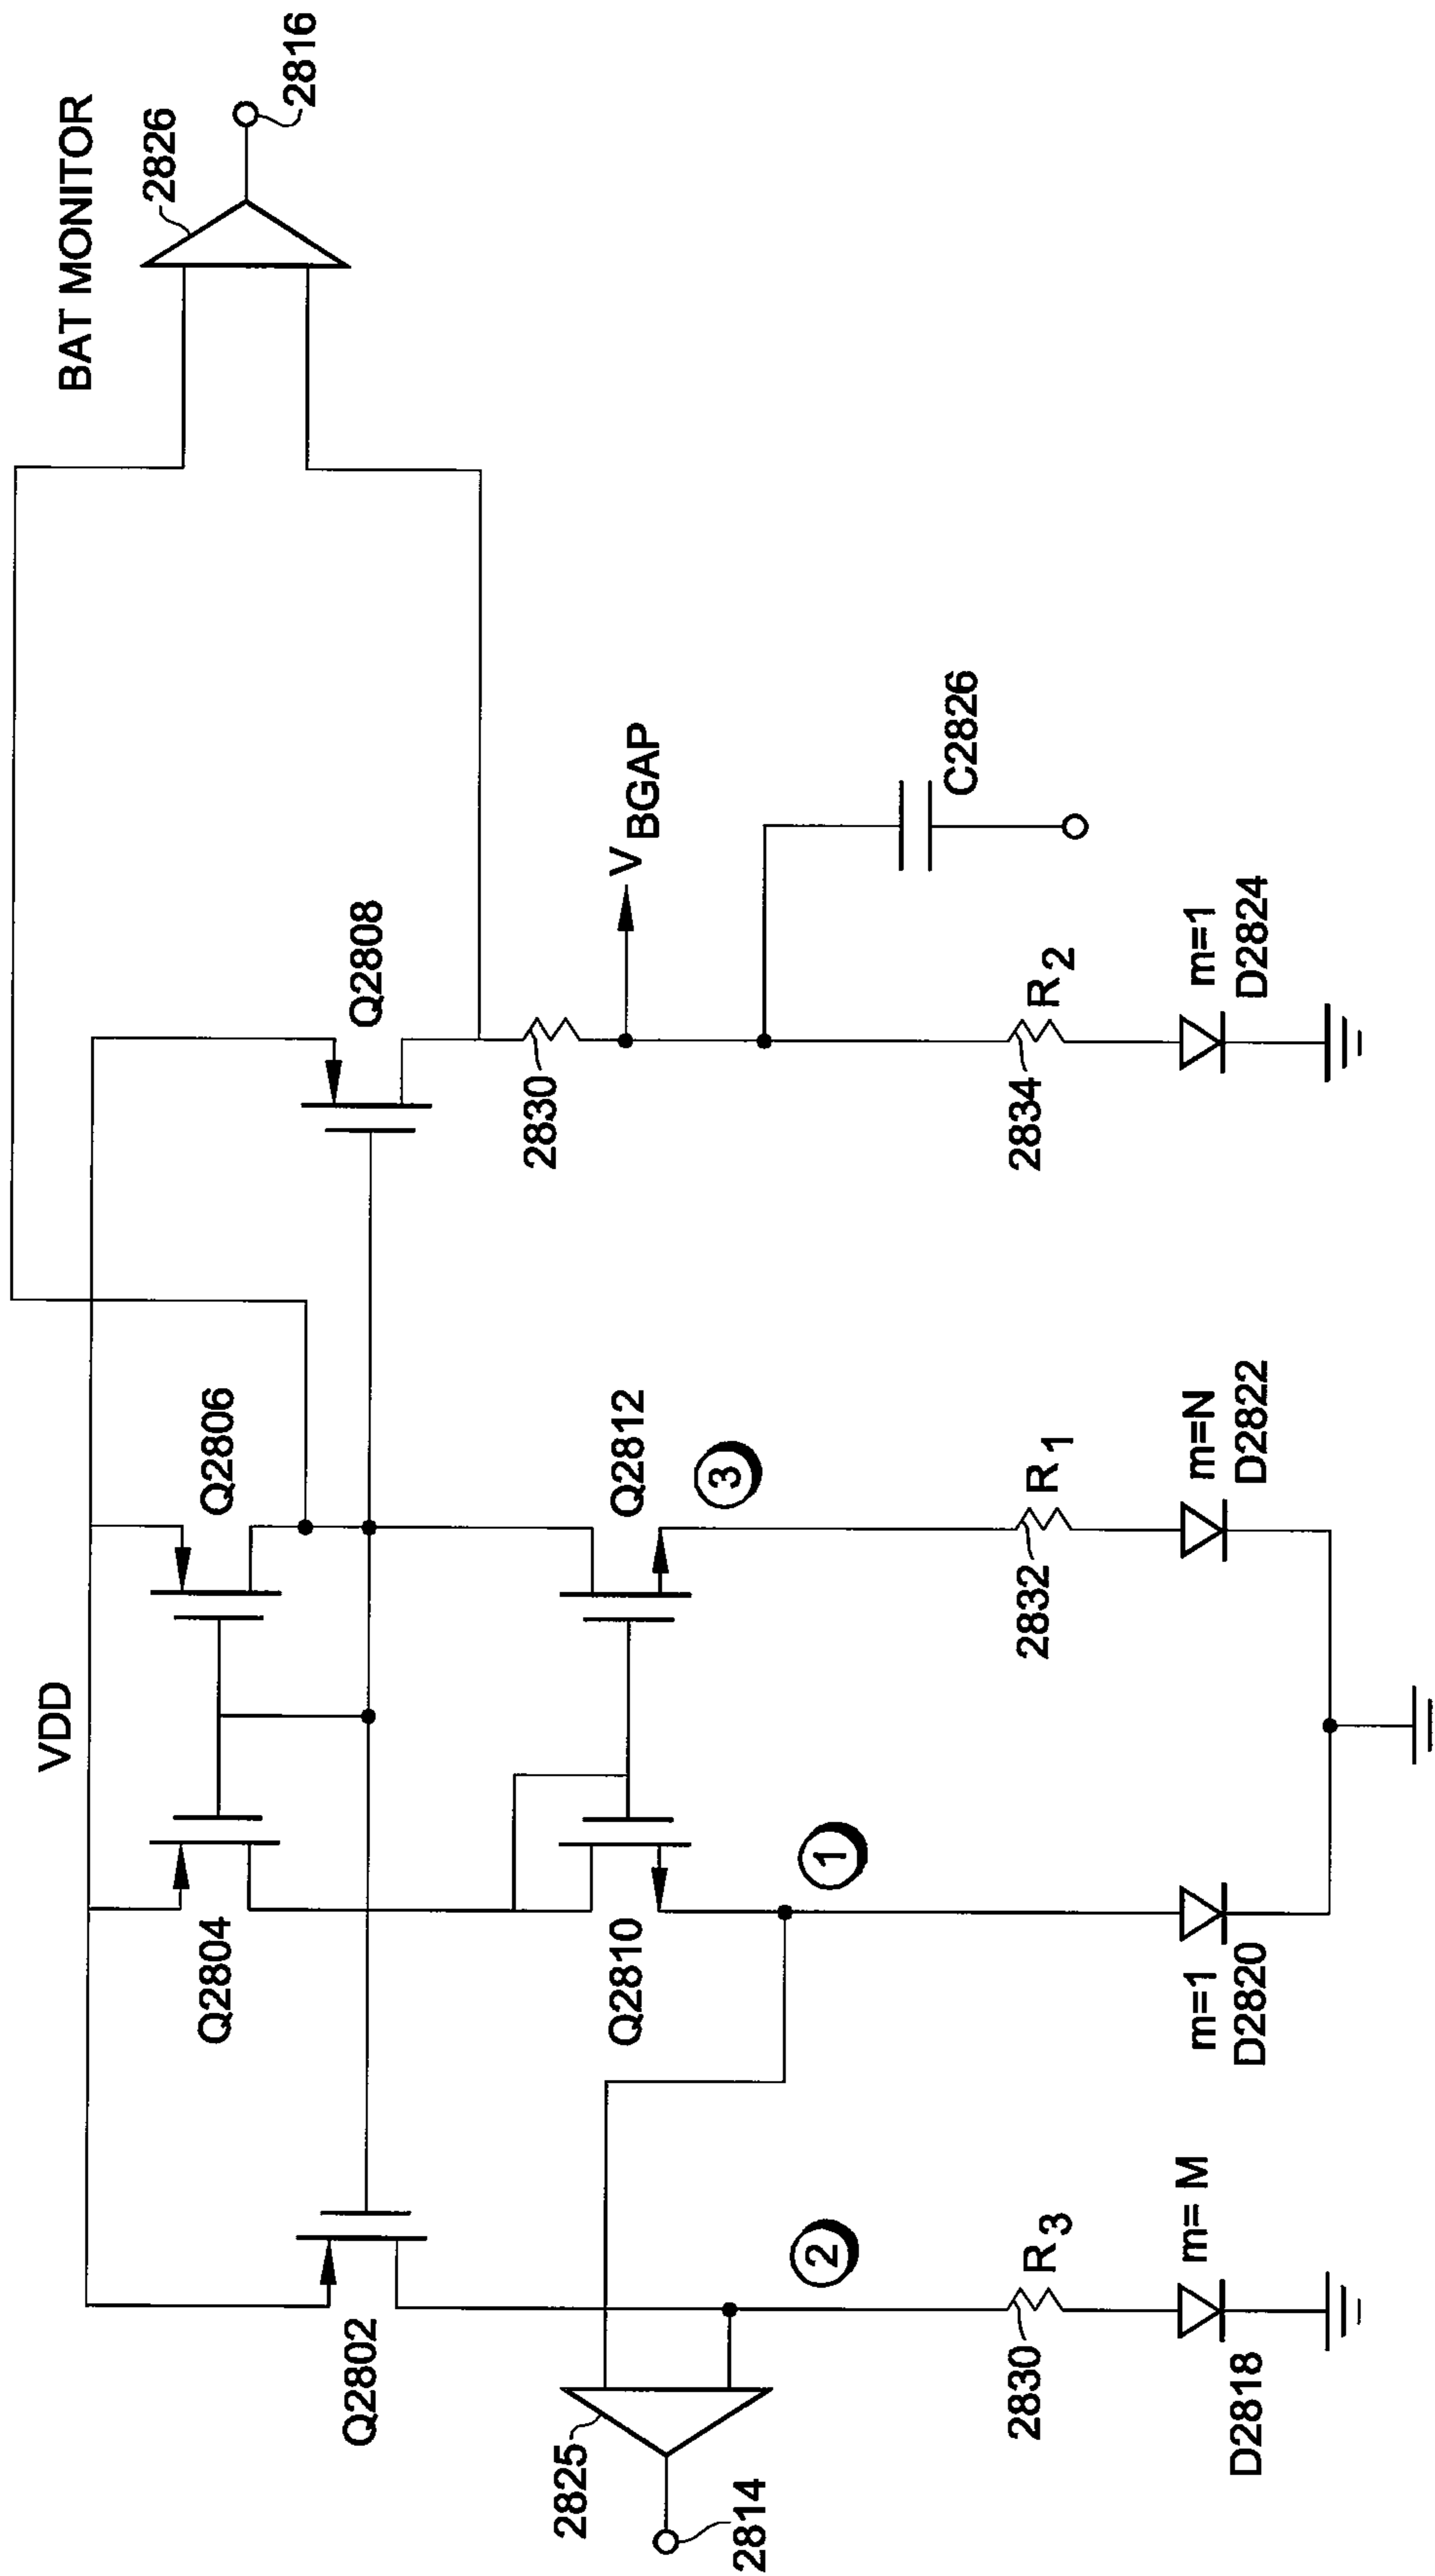 BAT MONITOR
2826
2816
VDD
Q2802
Q2804
Q2806
Q2808
2830
V BGAP
C2826
Q2810
Q2812
1
2
3
2825
2814
2830
R3
2832
R1
2834
R2
m= M
D2818
m=1
D2820
m=N
D2822
m=1
D2824